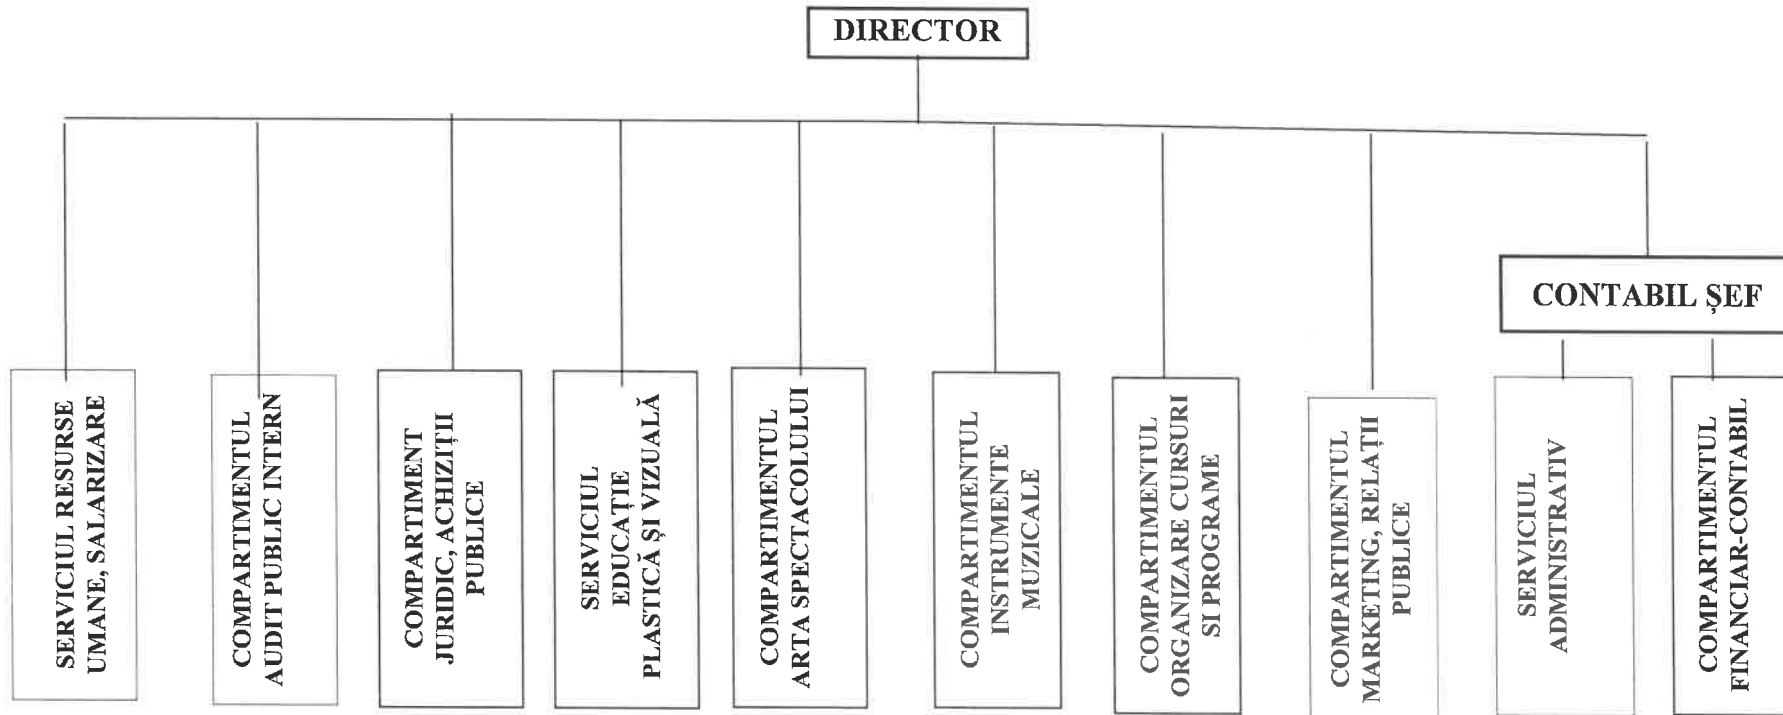 DIRECTOR
CONTABIL ȘEF
SERVICIUL RESURSE
UMANE, SALARIZARE
COMPARTIMENTUL
AUDIT PUBLIC INTERN
COMPARTIMENT
JURIDIC, ACHIZIȚII
PUBLICE
SERVICIUL
EDUCAȚIE
PLASTICĂ ȘI VIZUALĂ
COMPARTIMENTUL
ARTA SPECTACOLULUI
COMPARTIMENTUL
INSTRUMENTE
MUZICALE
COMPARTIMENTUL
ORGANIZARE CURSURI
SI PROGRAME
COMPARTIMENTUL
MARKETING, RELAȚII
PUBLICE
SERVICIUL
ADMINISTRATIV
COMPARTIMENTUL
FINANCIAR-CONTABIL